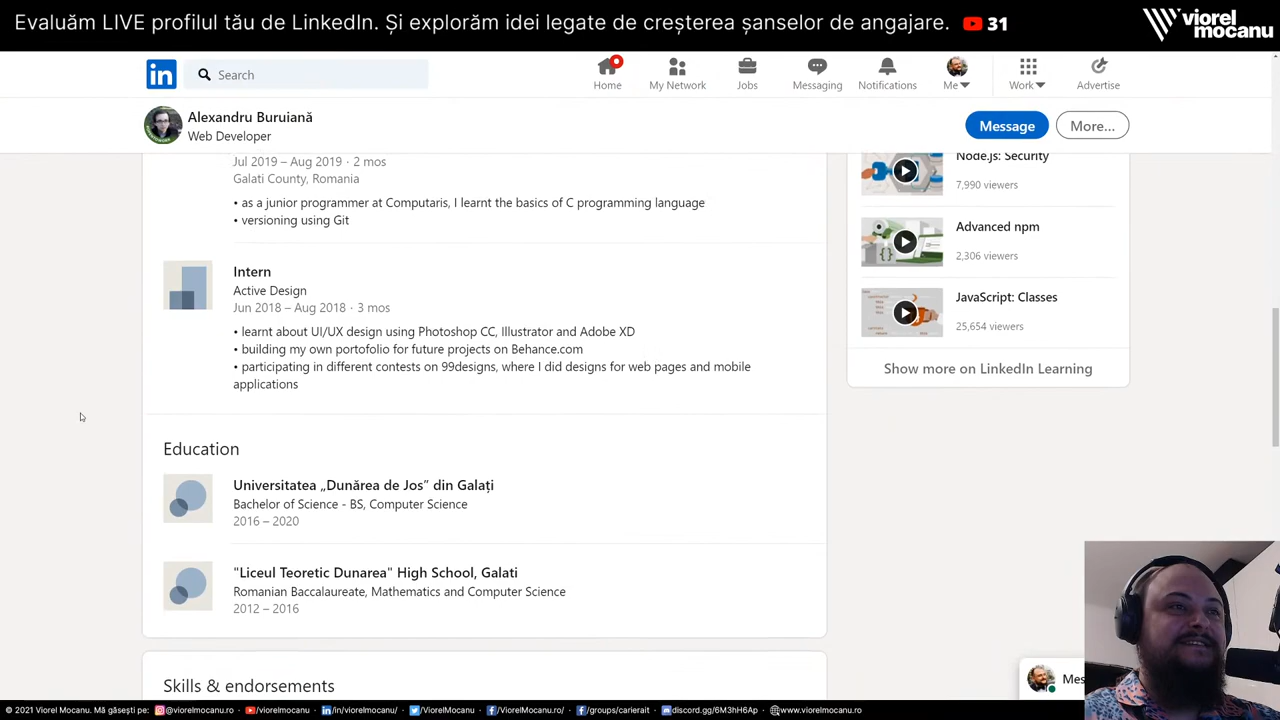 Evaluăm LIVE profilul tău de LinkedIn. Și explorăm idei legate de creșterea șanselor de angajare.
31
viorel
mocanu
in
Search
Home
My Network
Jobs
Messaging
Notifications
Me
Work
Advertise
Alexandru Buruiană
Web Developer
Message
More...
Jul 2019 – Aug 2019 · 2 mos
Galati County, Romania
• as a junior programmer at Computaris, I learnt the basics of C programming language
• versioning using Git
Intern
Active Design
Jun 2018 – Aug 2018 · 3 mos
• learnt about UI/UX design using Photoshop CC, Illustrator and Adobe XD
• building my own portofolio for future projects on Behance.com
• participating in different contests on 99designs, where I did designs for web pages and mobile
applications
Education
Universitatea „Dunărea de Jos” din Galați
Bachelor of Science - BS, Computer Science
2016 – 2020
"Liceul Teoretic Dunarea" High School, Galati
Romanian Baccalaureate, Mathematics and Computer Science
2012 – 2016
Skills & endorsements
Node.js: Security
7,990 viewers
Advanced npm
2,306 viewers
JavaScript: Classes
25,654 viewers
Show more on LinkedIn Learning
Mes
© 2021 Viorel Mocanu. Mă găsești pe:
@viorelmocanu.ro
/viorelmocanu
/in/viorelmocanu/
/ViorelMocanu
/ViorelMocanu.ro/
/groups/carierait
discord.gg/6M3hH6Ap
www.viorelmocanu.ro